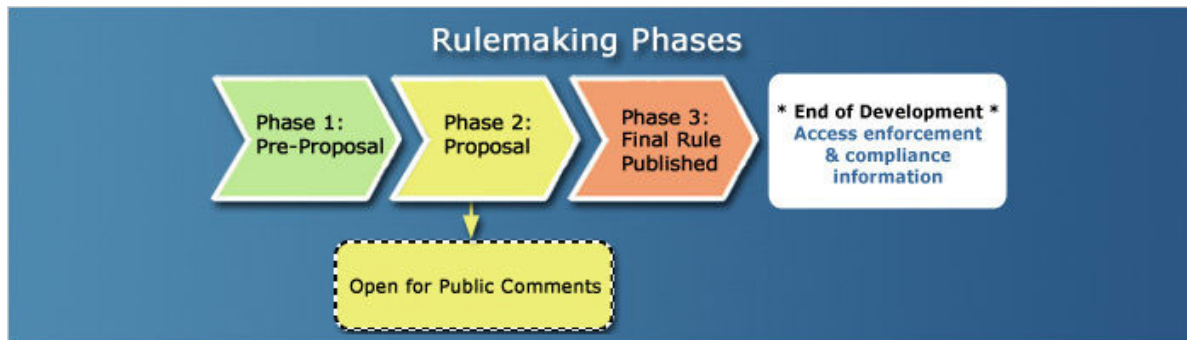 Rulemaking Phases
Phase 1:
Pre-Proposal
Phase 2:
Proposal
Phase 3:
Final Rule
Published
* End of Development *
Access enforcement
& compliance
information
Open for Public Comments